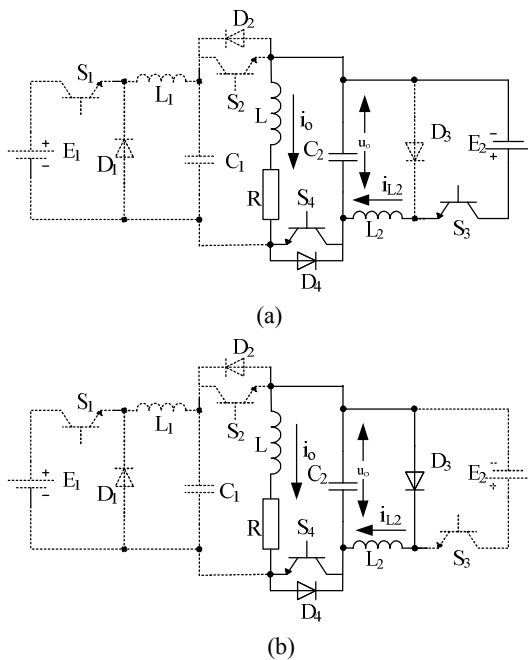 D2
S1
L1
S2
L
io
E1
D1
C1
C2
uo
D3
E2
iL2
R
S4
L2
S3
D4
(a)
D2
S1
L1
S2
L
io
E1
D1
C1
C2
uo
D3
E2
iL2
R
S4
L2
S3
D4
(b)